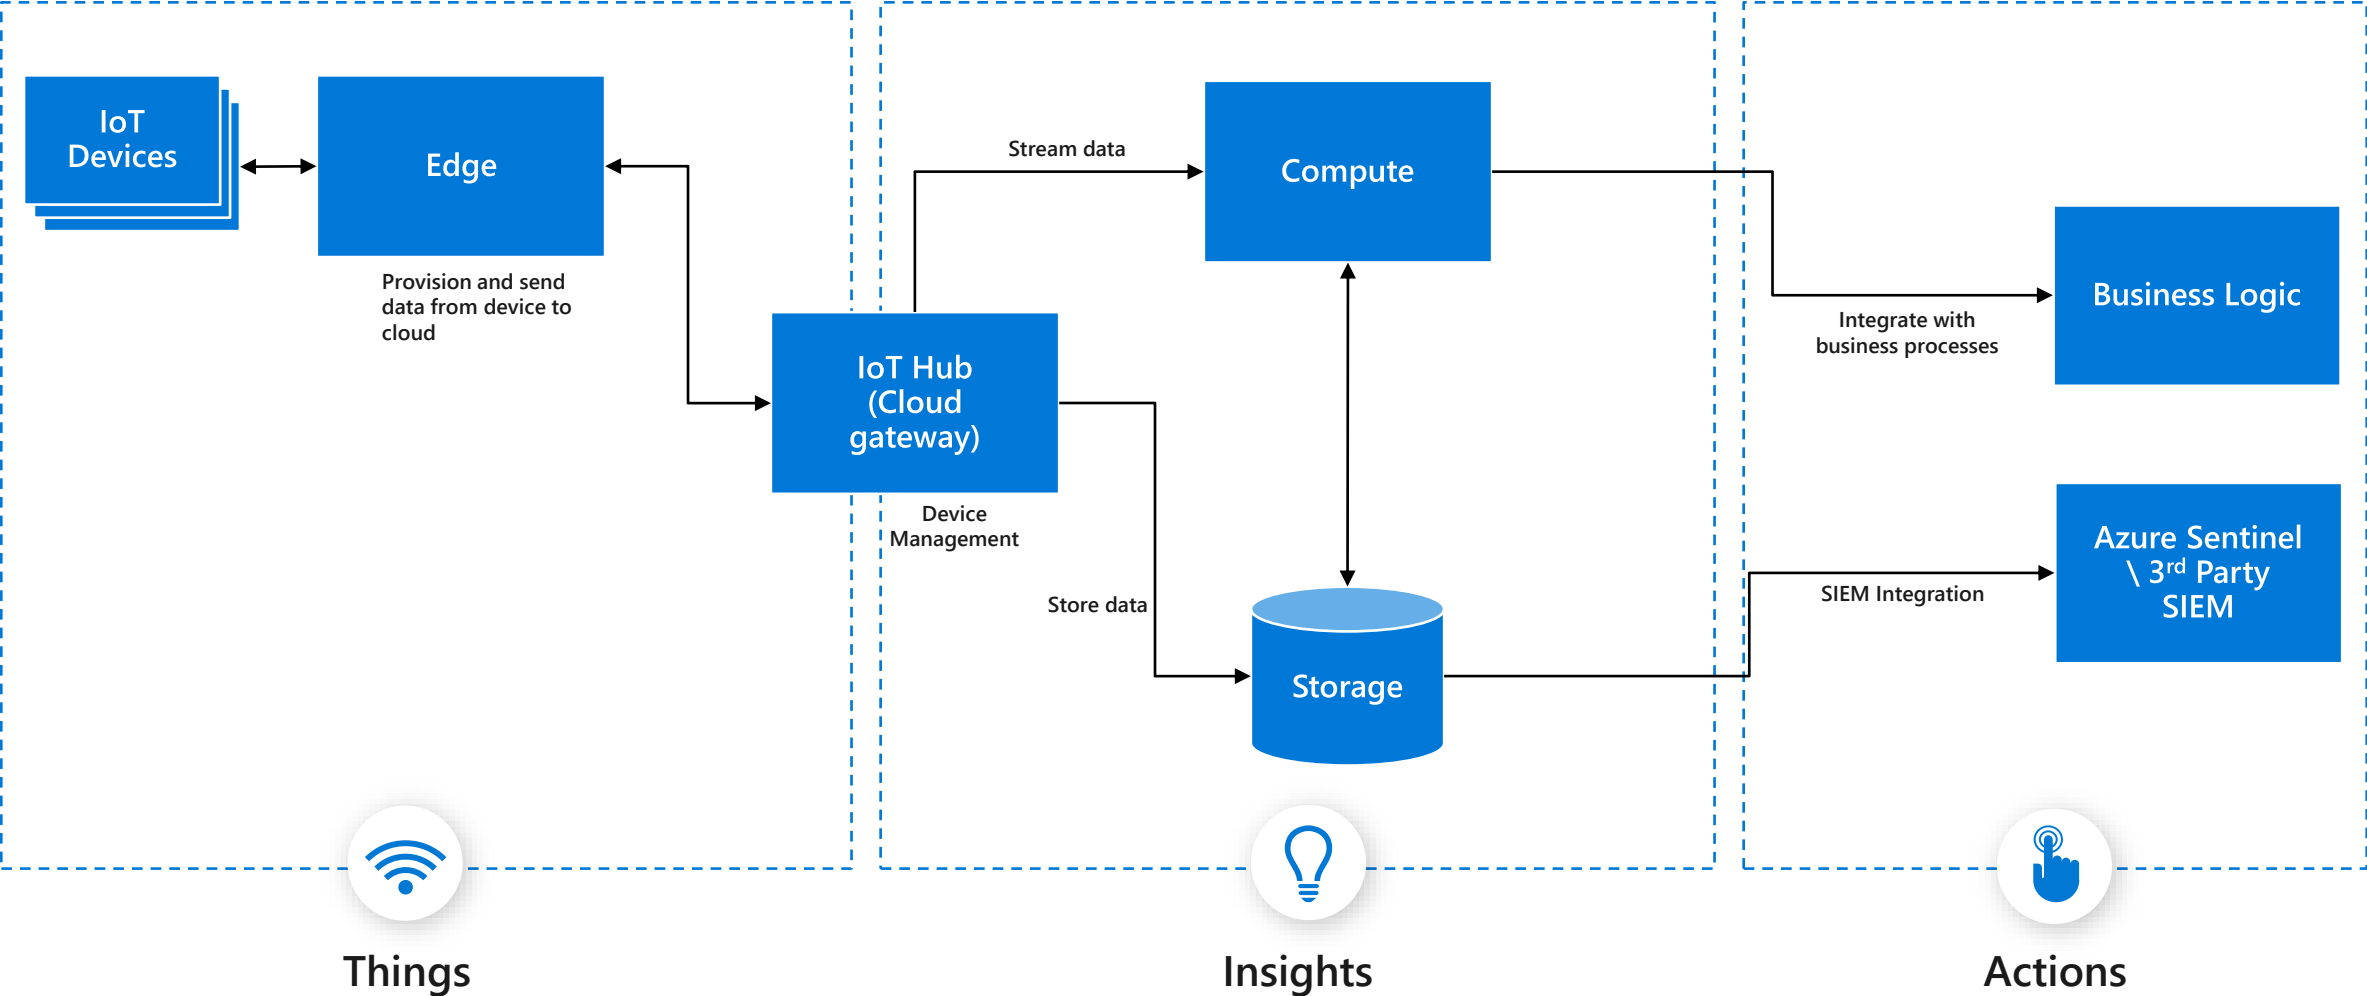 IoT
Devices
Edge
Provision and send
data from device to
cloud
IoT Hub
(Cloud
gateway)
Device
Management
Stream data
Store data
Compute
Storage
Integrate with
business processes
Business Logic
SIEM Integration
Azure Sentinel
\ 3rd Party
SIEM
Things
Insights
Actions